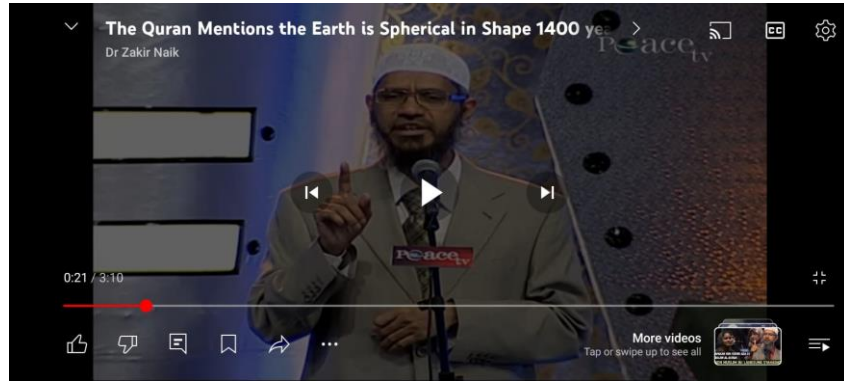 The Quran Mentions the Earth is Spherical in Shape 1400 ye
Dr Zakir Naik
Peace tv
CC
Peace tv
0:21 / 3:10
More videos
Tap or swipe up to see all